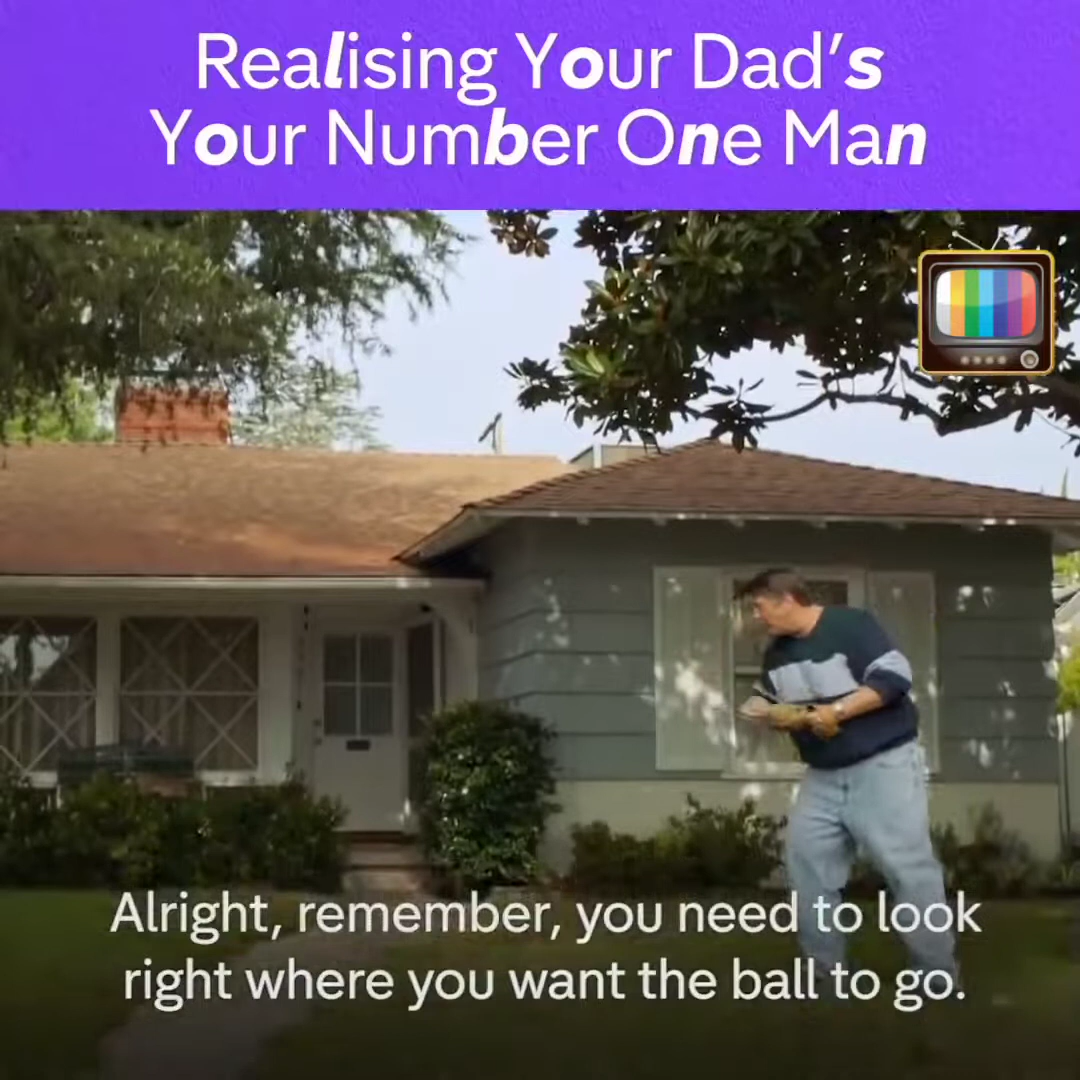 Realising Your Dad's
Your Number One Man
Alright, remember, you need to look
right where you want the ball to go.